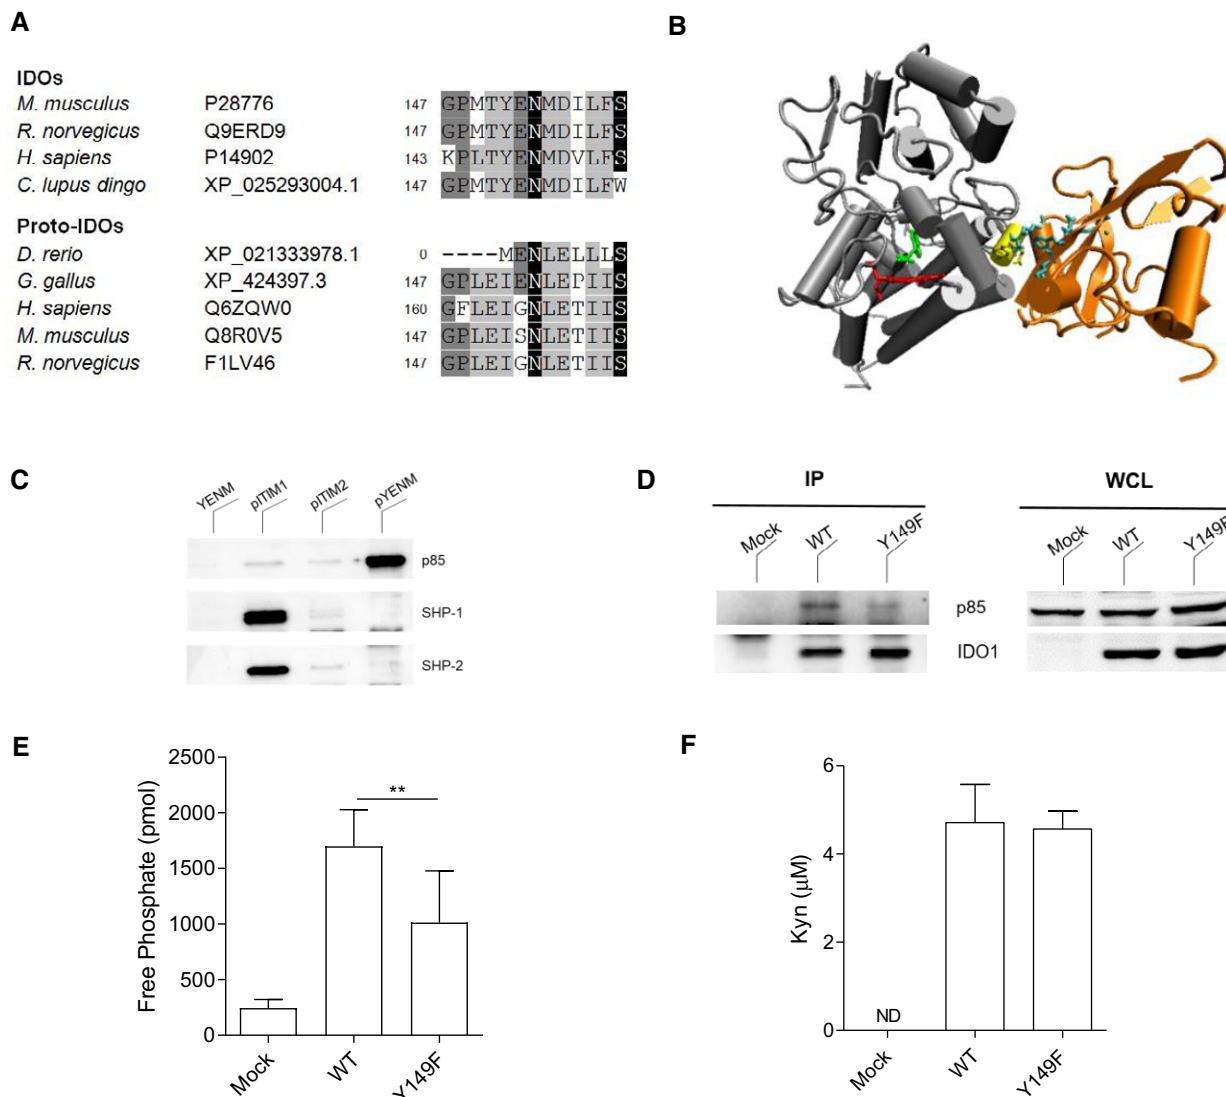 A
IDOs
M. musculus P28776 147 GPMTYENMDILFS
R. norvegicus Q9ERD9 147 GPMTYENMDILFS
H. sapiens P14902 143 KPLTYENMDVLFS
C. lupus dingo XP_025293004.1 147 GPMTYENMDILFW
Proto-IDOs
D. rerio XP_021333978.1 0 ----MENLELLLS
G. gallus XP_424397.3 147 GPLEIENLEPIIS
H. sapiens Q6ZQW0 160 GFLEIGNLETIIS
M. musculus Q8R0V5 147 GPLEISNLETIIS
R. norvegicus F1LV46 147 GPLEIGNLETIIS
B
C
YENM pITIM1 pITIM2 pYENM
p85
SHP-1
SHP-2
D
IP WCL
Mock WT Y149F Mock WT Y149F
p85
IDO1
E
Free Phosphate (pmol)
2500
2000
1500
1000
500
0
**
Mock WT Y149F
F
Kyn (μM)
6
4
2
0
ND
Mock WT Y149F